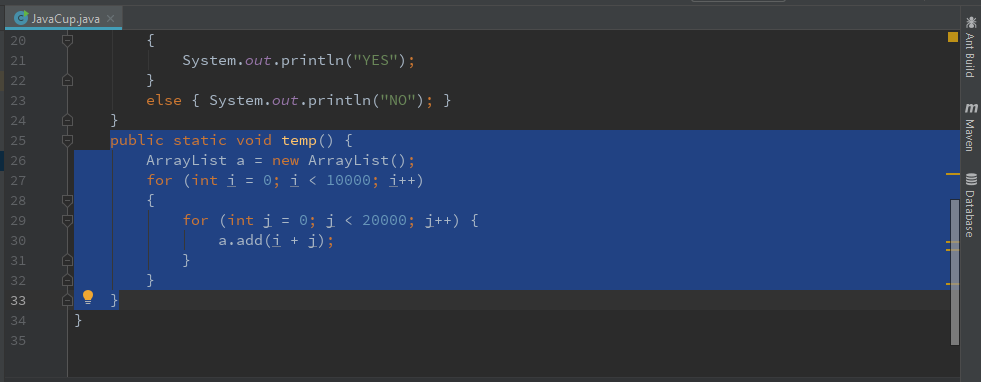 JavaCup.java
20 {
21 System.out.println("YES");
22 }
23 else { System.out.println("NO"); }
24 }
25 public static void temp() {
26 ArrayList a = new ArrayList();
27 for (int i = 0; i < 10000; i++)
28 {
29 for (int j = 0; j < 20000; j++) {
30 a.add(i + j);
31 }
32 }
33 }
34 }
35
Ant Build
m Maven
Database